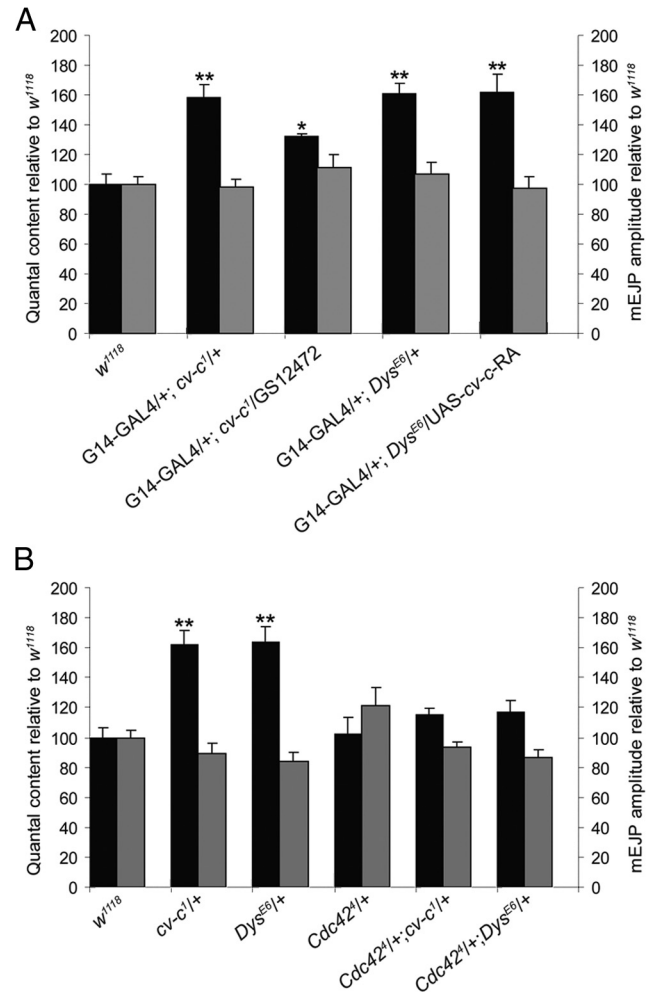 A
Quantal content relative to w¹¹¹⁸
200
180
160
140
120
100
80
60
40
20
0
**
*
**
**
200
180
160
140
120
100
80
60
40
20
0
mEJP amplitude relative to w¹¹¹⁸
w¹¹¹⁸
G14-GAL4/+; cv-c¹/+
G14-GAL4/+; cv-c¹/GS12472
G14-GAL4/+; Dysᴱ⁶/+
G14-GAL4/+; Dysᴱ⁶/UAS-cv-c-RA
B
Quantal content relative to w¹¹¹⁸
200
180
160
140
120
100
80
60
40
20
0
**
**
200
180
160
140
120
100
80
60
40
20
0
mEJP amplitude relative to w¹¹¹⁸
w¹¹¹⁸
cv-c¹/+
Dysᴱ⁶/+
Cdc42⁴/+
Cdc42⁴/+;cv-c¹/+
Cdc42⁴/+;Dysᴱ⁶/+